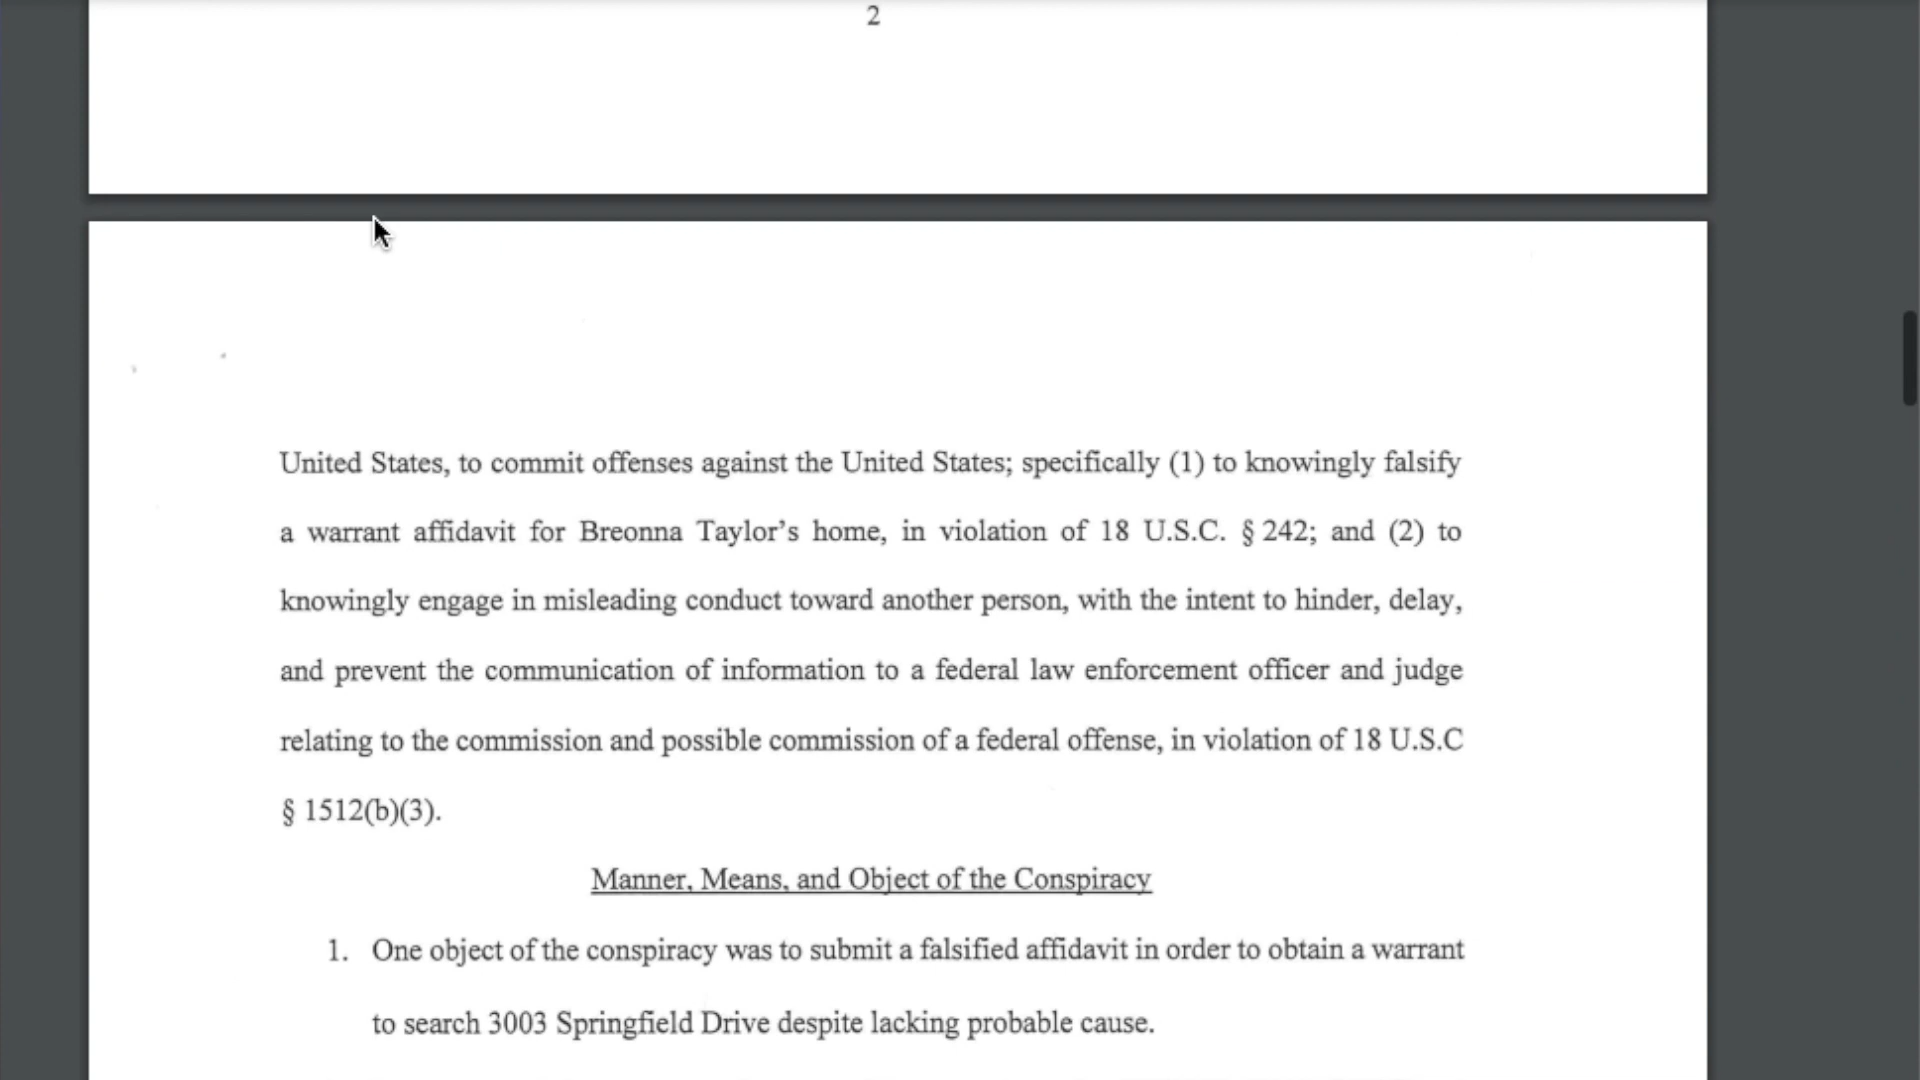 2
United States, to commit offenses against the United States; specifically (1) to knowingly falsify
a warrant affidavit for Breonna Taylor’s home, in violation of 18 U.S.C. § 242; and (2) to
knowingly engage in misleading conduct toward another person, with the intent to hinder, delay,
and prevent the communication of information to a federal law enforcement officer and judge
relating to the commission and possible commission of a federal offense, in violation of 18 U.S.C
§ 1512(b)(3).
Manner, Means, and Object of the Conspiracy
1. One object of the conspiracy was to submit a falsified affidavit in order to obtain a warrant
to search 3003 Springfield Drive despite lacking probable cause.